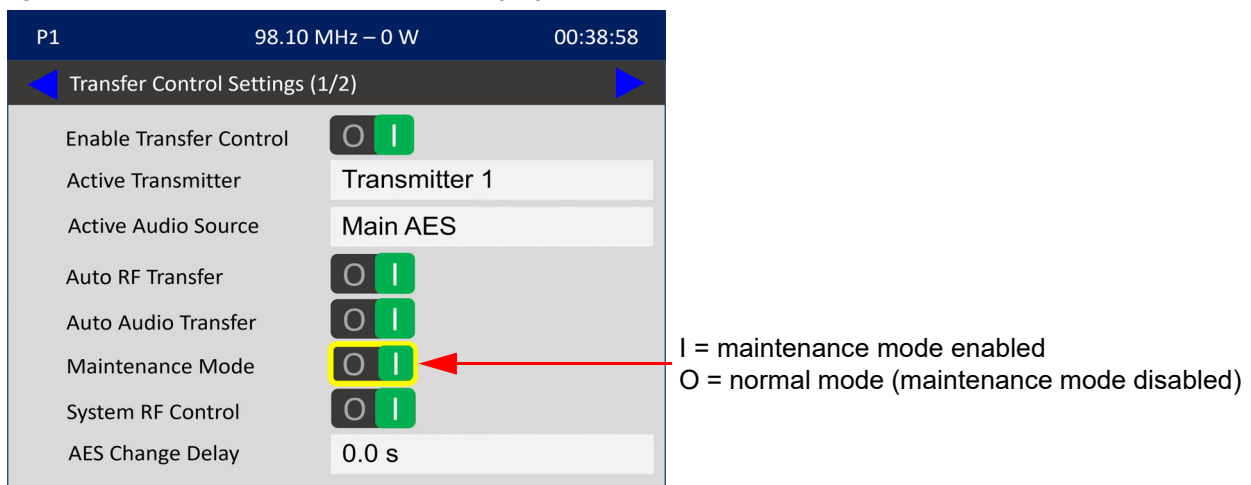 P1 98.10 MHz – 0 W 00:38:58
Transfer Control Settings (1/2)
Enable Transfer Control O I
Active Transmitter Transmitter 1
Active Audio Source Main AES
Auto RF Transfer O I
Auto Audio Transfer O I
Maintenance Mode O I
I = maintenance mode enabled
O = normal mode (maintenance mode disabled)
System RF Control O I
AES Change Delay 0.0 s